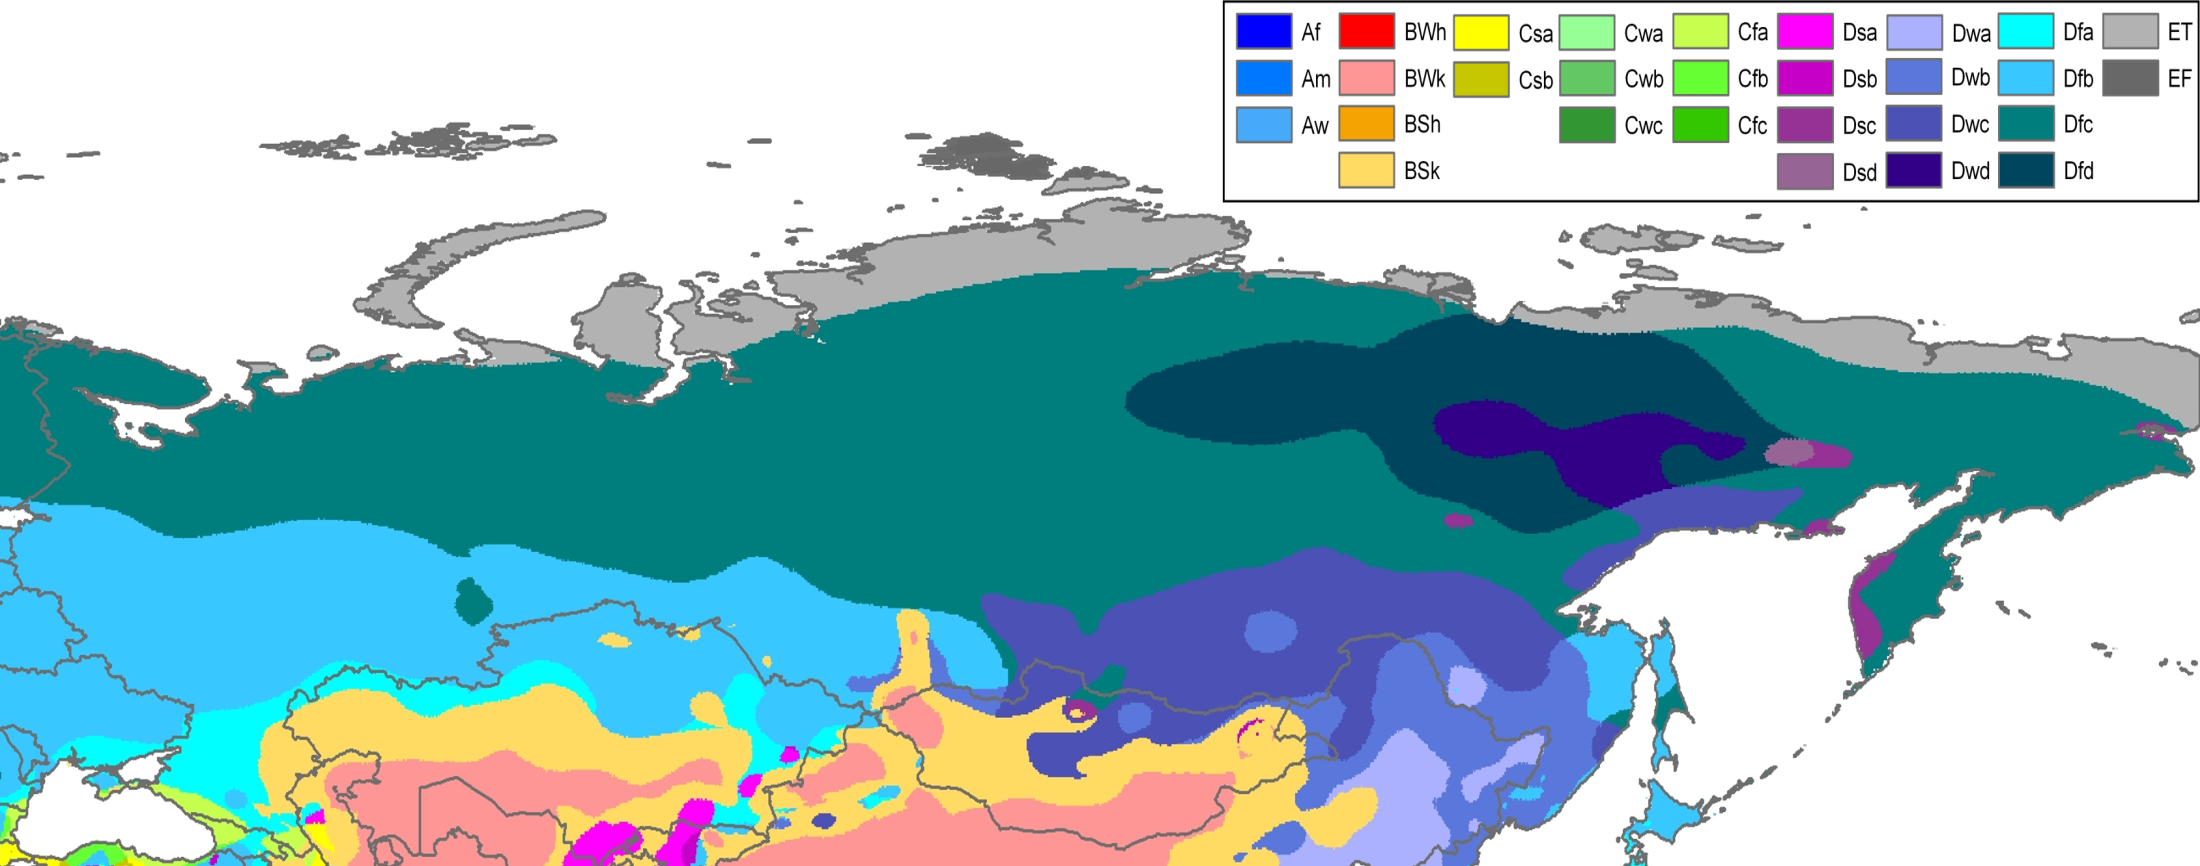 Af BWh Csa Cwa Cfa Dsa Dwa Dfa ET
Am BWk Csb Cwb Cfb Dsb Dwb Dfb EF
Aw BSh Cwc Cfc Dsc Dwc Dfc
BSk Dsd Dwd Dfd